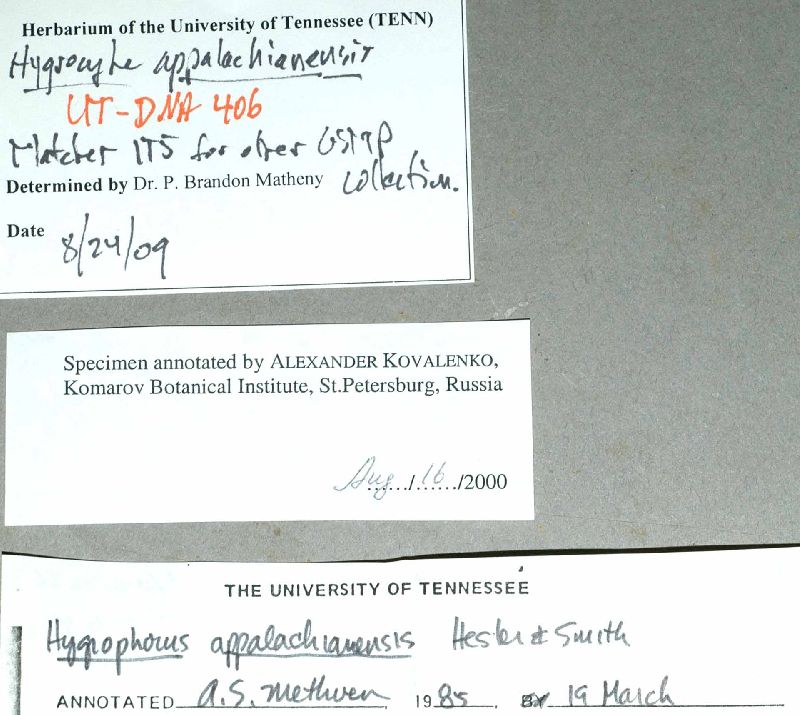 Herbarium of the University of Tennessee (TENN)
Hygrocybe appalachianensis
UT-DNA 406
Matches ITS for other GSMNP
Determined by Dr. P. Brandon Matheny collection.
Date 8/24/09
Specimen annotated by ALEXANDER KOVALENKO,
Komarov Botanical Institute, St.Petersburg, Russia
Aug/16/2000
THE UNIVERSITY OF TENNESSEE
Hygrophorus appalachianensis Hesler & Smith
ANNOTATED A.S. Methven 1985, BY 19 March